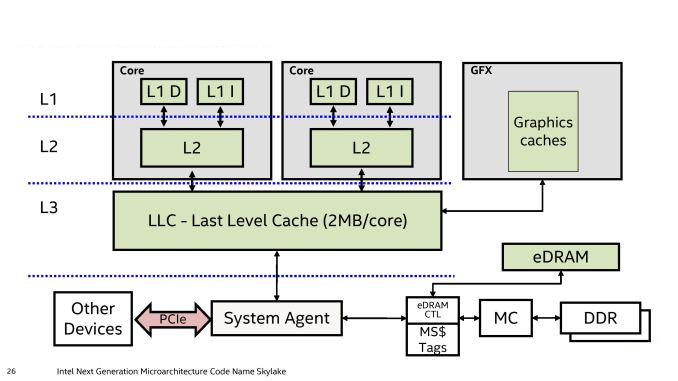 Core
Core
GFX
L1
L1 D
L1 I
L1 D
L1 I
Graphics
caches
L2
L2
L2
L3
LLC - Last Level Cache (2MB/core)
eDRAM
Other
Devices
PCIe
System Agent
eDRAM
CTL
MS$
Tags
MC
DDR
26
Intel Next Generation Microarchitecture Code Name Skylake